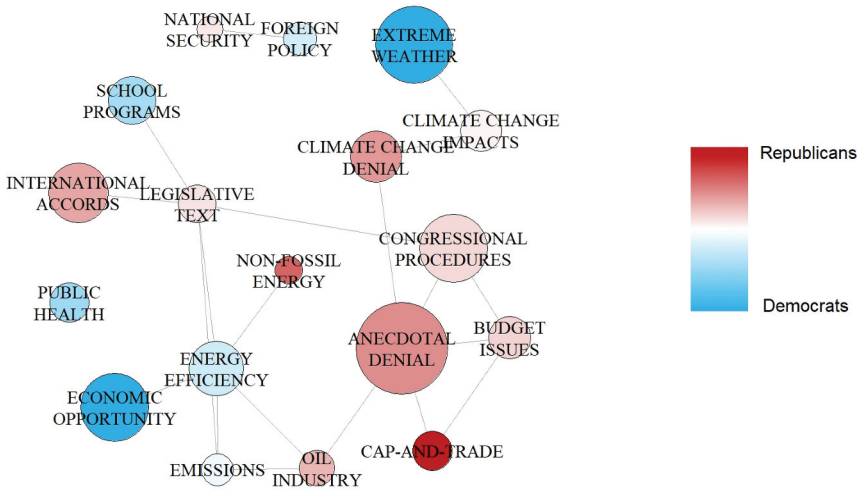 NATIONAL
SECURITY
FOREIGN
POLICY
EXTREME
WEATHER
SCHOOL
PROGRAMS
CLIMATE CHANGE
IMPACTS
CLIMATE CHANGE
DENIAL
INTERNATIONAL
ACCORDS
LEGISLATIVE
TEXT
CONGRESSIONAL
PROCEDURES
NON-FOSSIL
ENERGY
PUBLIC
HEALTH
ANECDOTAL
DENIAL
BUDGET
ISSUES
ENERGY
EFFICIENCY
ECONOMIC
OPPORTUNITY
EMISSIONS
OIL
INDUSTRY
CAP-AND-TRADE
Republicans
Democrats